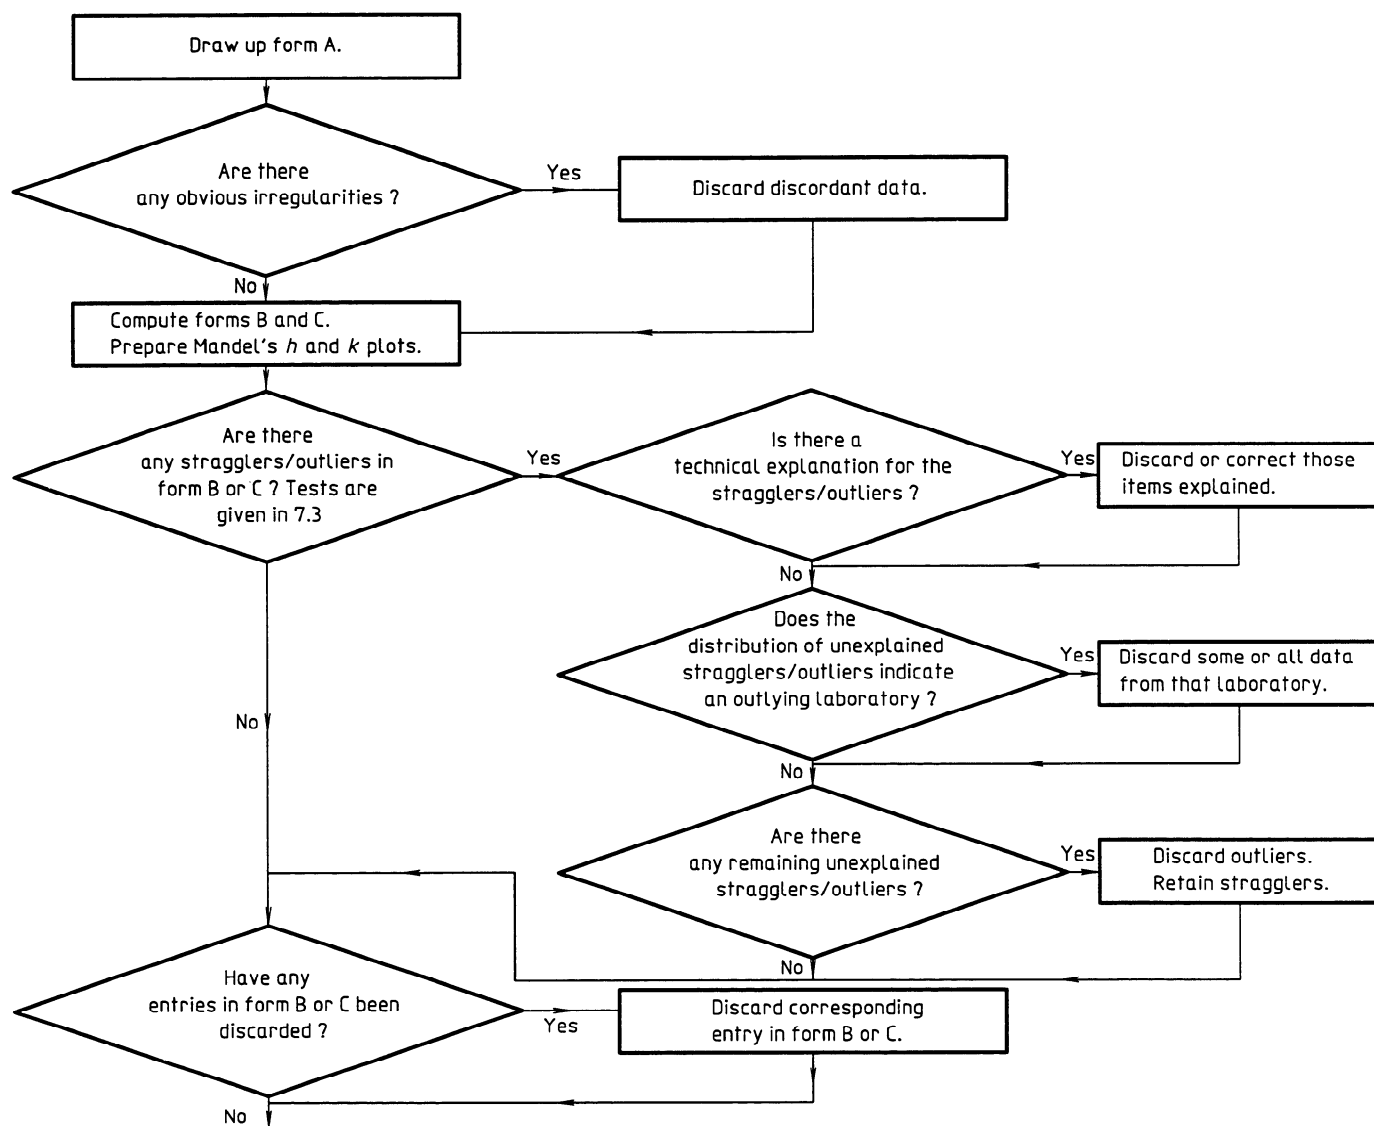 Draw up form A.
Are there
any obvious irregularities ?
Yes
Discard discordant data.
No
Compute forms B and C.
Prepare Mandel's h and k plots.
Are there
any stragglers/outliers in
form B or C ? Tests are
given in 7.3
Yes
Is there a
technical explanation for the
stragglers/outliers ?
Yes
Discard or correct those
items explained.
No
Does the
distribution of unexplained
stragglers/outliers indicate
an outlying laboratory ?
Yes
Discard some or all data
from that laboratory.
No
No
Are there
any remaining unexplained
stragglers/outliers ?
Yes
Discard outliers.
Retain stragglers.
No
Have any
entries in form B or C been
discarded ?
Yes
Discard corresponding
entry in form B or C.
No